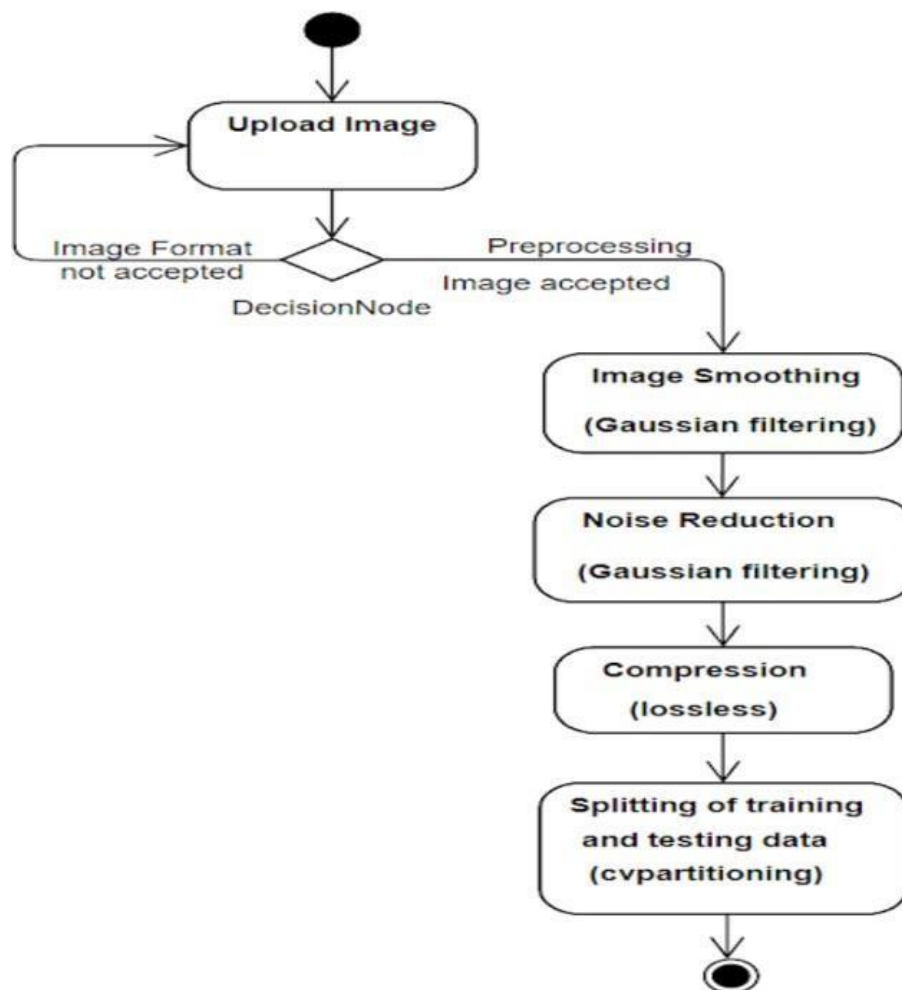 Upload Image
Image Format
not accepted
Preprocessing
Image accepted
DecisionNode
Image Smoothing
(Gaussian filtering)
Noise Reduction
(Gaussian filtering)
Compression
(lossless)
Splitting of training
and testing data
(cvpartitioning)